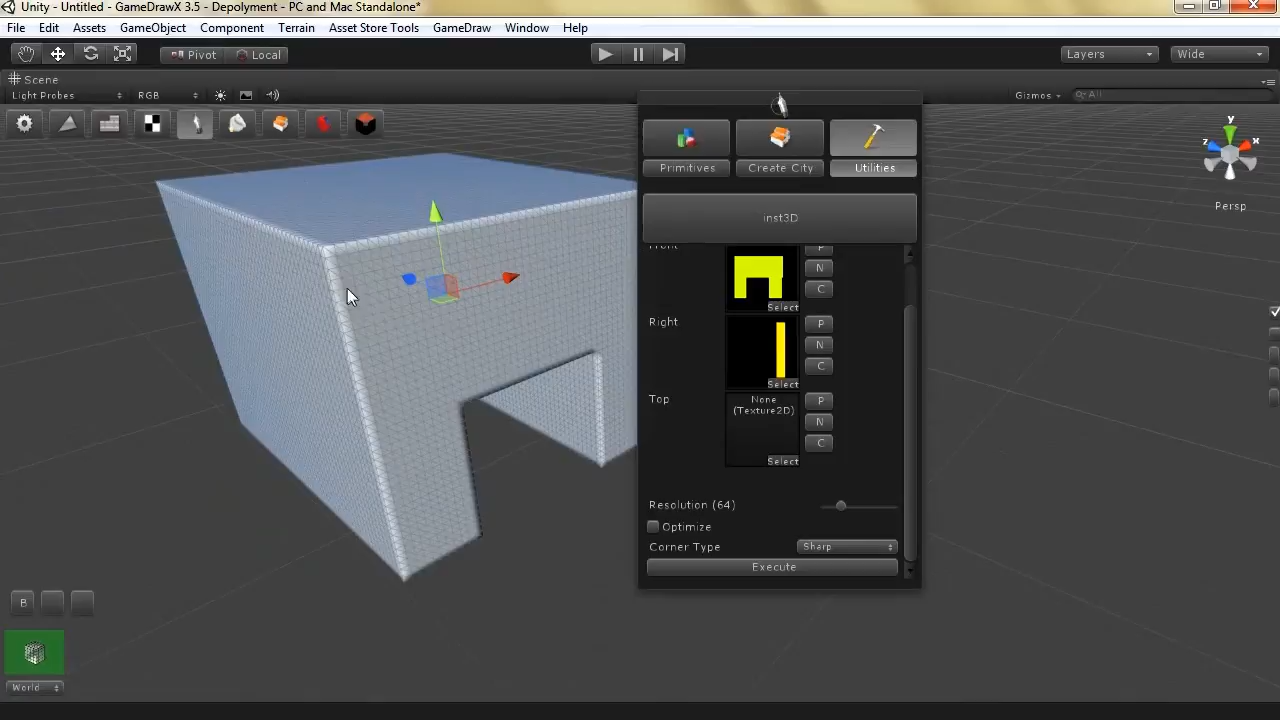 Unity - Untitled - GameDrawX 3.5 - Depolyment - PC and Mac Standalone*
File Edit Assets GameObject Component Terrain Asset Store Tools GameDraw Window Help
Pivot Local Layers Wide
Scene
Light Probes RGB Gizmos All
Primitives Create City Utilities
y
z x
Persp
inst3D
Front P
N
Select C
Right P
N
C
Select
Top None P
(Texture2D)
N
C
Select
Resolution (64)
Optimize
Corner Type Sharp
Execute
B
World